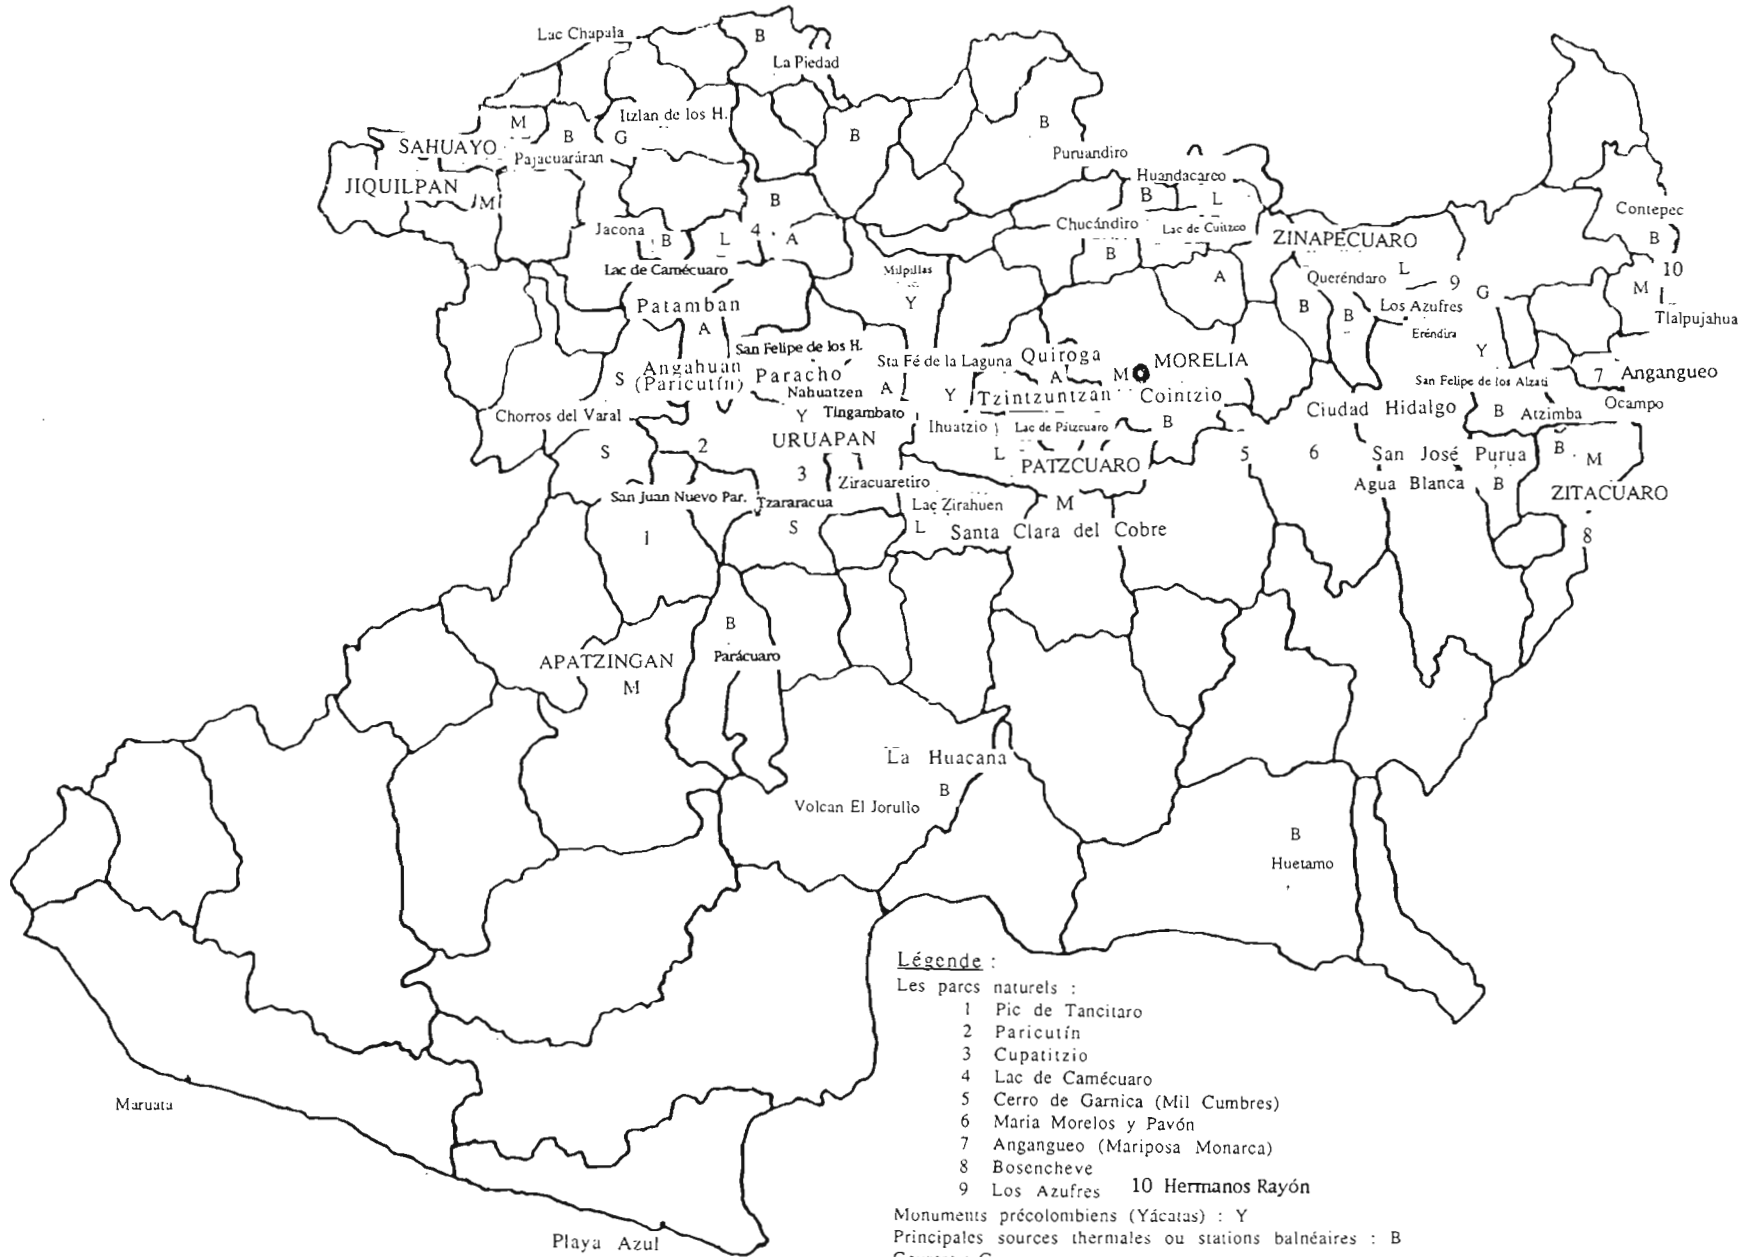 Lac Chapala
B
La Piedad
Itzlan de los H.
M
B
G
B
B
SAHUAYO
Pajacuaráran
Puruandiro
JIQUILPAN
M
Huandacareo
B
B
L
Contepec
Jacona
B
L
4
A
Chucándiro
Lac de Cuitzeo
ZINAPECUARO
B
B
Lac de Camécuaro
Milpillas
A
Queréndaro
L
9
G
10
M
Patamban
Y
B
B
Los Azufres
Tlalpujahua
A
Eréndira
San Felipe de los H.
Sta Fé de la Laguna
Quiroga
MORELIA
Y
S
Angahuan
(Paricutín)
Paracho
A
M
7
Angangueo
Nahuatzen
A
Y
Tzintzuntzan
Cointzio
San Felipe de los Alzati
Chorros del Varal
Y
Tingambato
Ciudad Hidalgo
B
Atzimba
Ocampo
Ihuatzio
Lac de Pátzcuaro
B
2
URUAPAN
S
L
PATZCUARO
5
6
San José Purua
B
M
3
Ziracuaretiro
Agua Blanca
B
ZITACUARO
San Juan Nuevo Par.
Tzararacua
Lac Zirahuen
M
1
S
L
Santa Clara del Cobre
8
B
APATZINGAN
Parácuaro
M
La Huacana
B
Volcan El Jorullo
B
Huetamo
Légende :
Les parcs naturels :
1 Pic de Tancitaro
2 Paricutín
3 Cupatitzio
4 Lac de Camécuaro
5 Cerro de Garnica (Mil Cumbres)
6 Maria Morelos y Pavón
7 Angangueo (Mariposa Monarca)
8 Bosencheve
9 Los Azufres 10 Hermanos Rayón
Monuments précolombiens (Yácatas) : Y
Principales sources thermales ou stations balnéaires : B
Maruata
Playa Azul